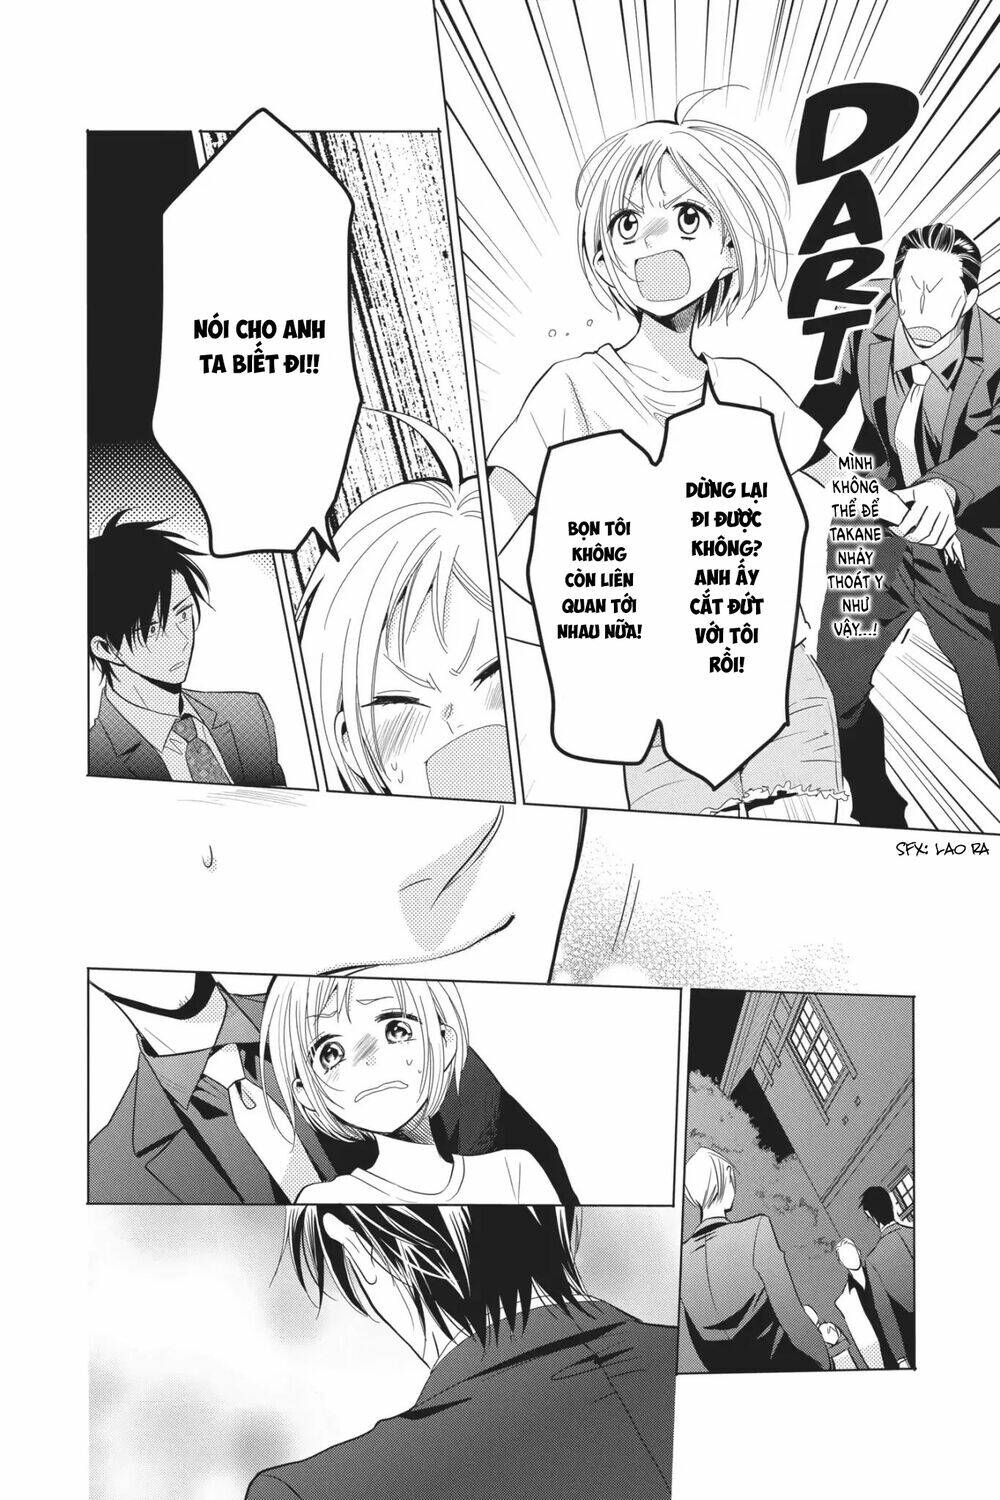 DART
MÌNH
KHÔNG
THỂ ĐỂ
TAKANE
NHẢY
THOÁT Y
NHƯ
VẬY...!
DỪNG LẠI
ĐI ĐƯỢC
KHÔNG?
ANH ẤY
CẮT ĐỨT
VỚI TÔI
RỒI!
BỌN TÔI
KHÔNG
CÒN LIÊN
QUAN TỚI
NHAU NỮA!
SFX: LAO RA
NÓI CHO ANH
TA BIẾT ĐI!!